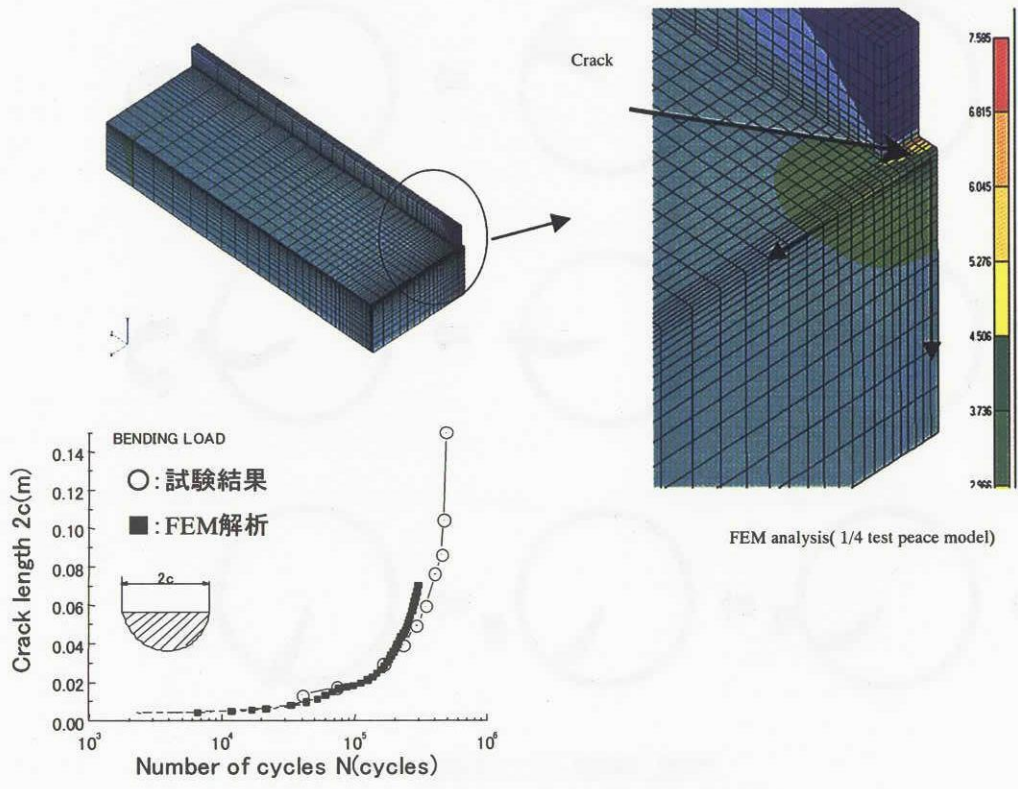 Crack
7.585
6.815
6.045
5.276
4.506
3.736
2.966
FEM analysis( 1/4 test peace model)
BENDING LOAD
○:試験結果
■:FEM解析
2c
Crack length 2c(m)
0.14
0.12
0.10
0.08
0.06
0.04
0.02
0.00
10³
10⁴
10⁵
10⁶
Number of cycles N(cycles)